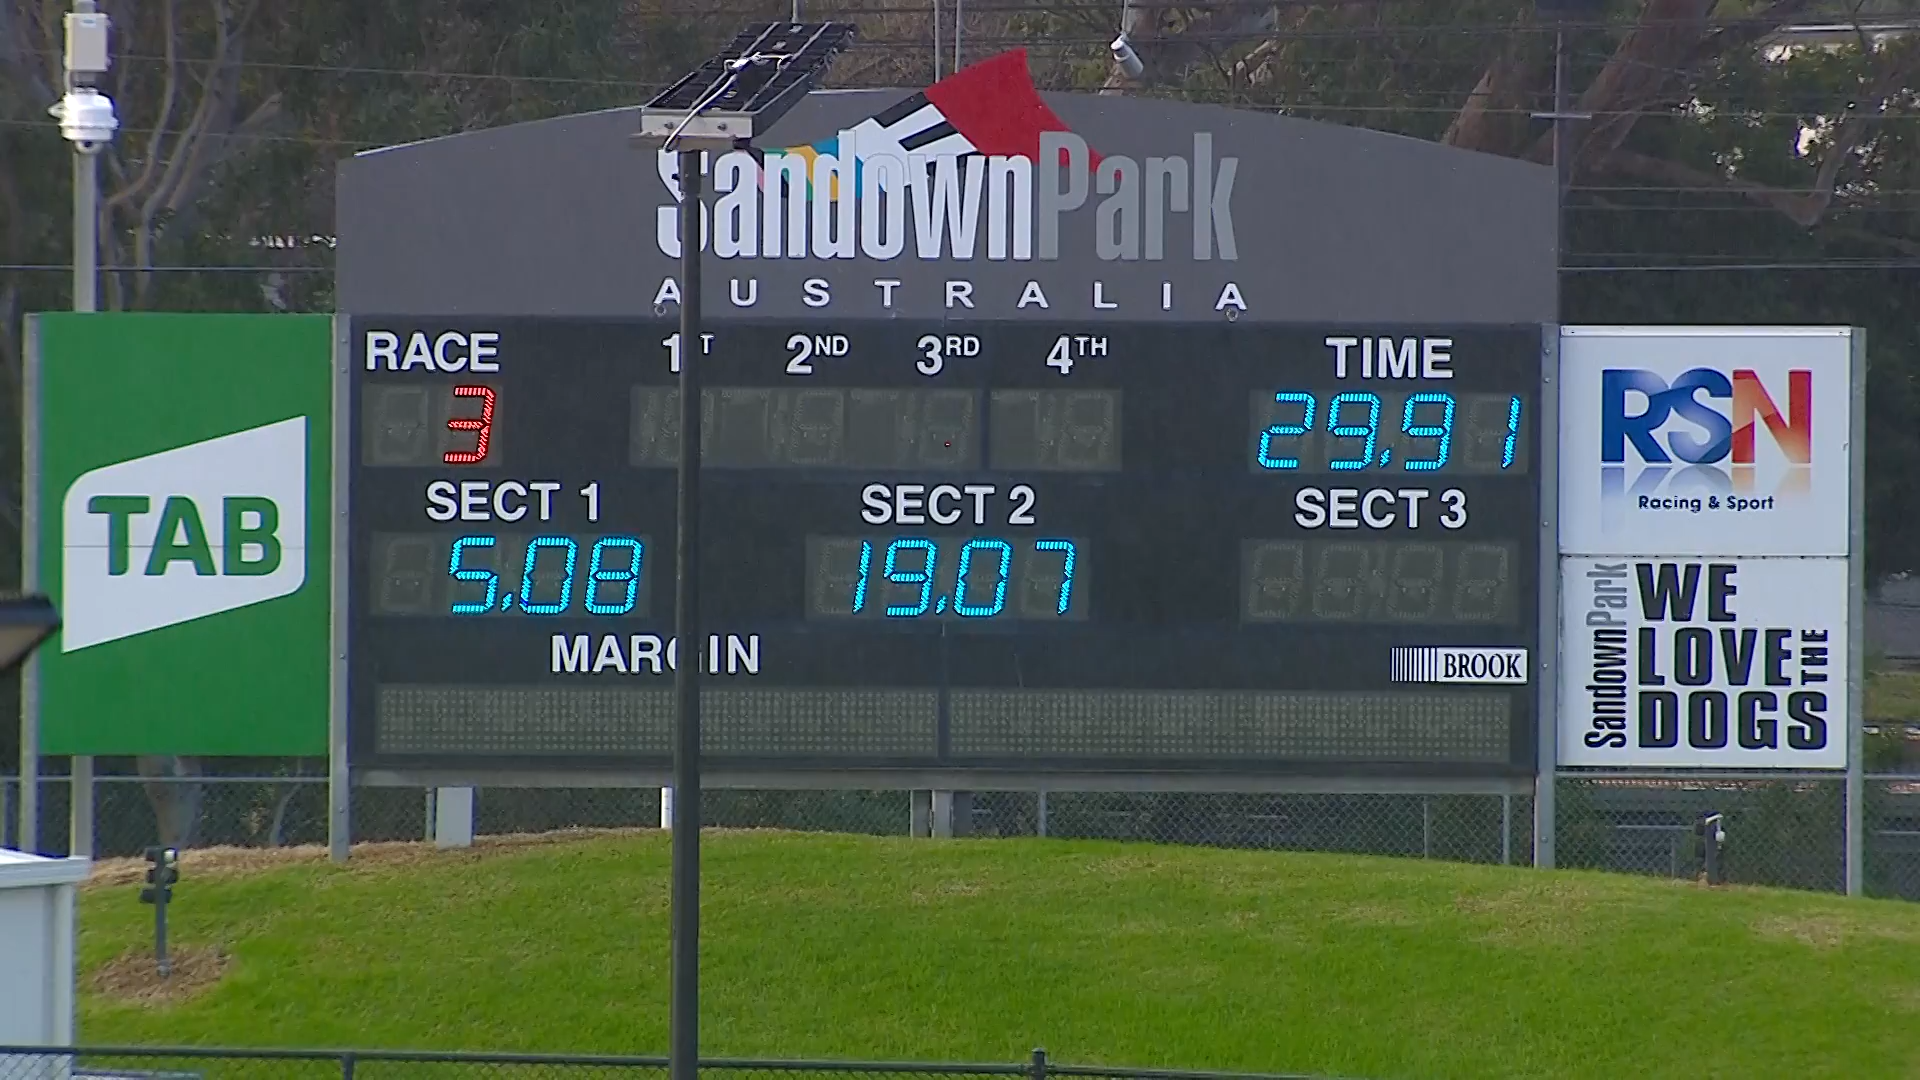 SandownPark
AUSTRALIA
RACE 1ST 2ND 3RD 4TH TIME
3 29.91
SECT 1 SECT 2 SECT 3
5.08 19.07
MARGIN
BROOK
TAB
RSN
Racing & Sport
SandownPark
WE
LOVE THE
DOGS